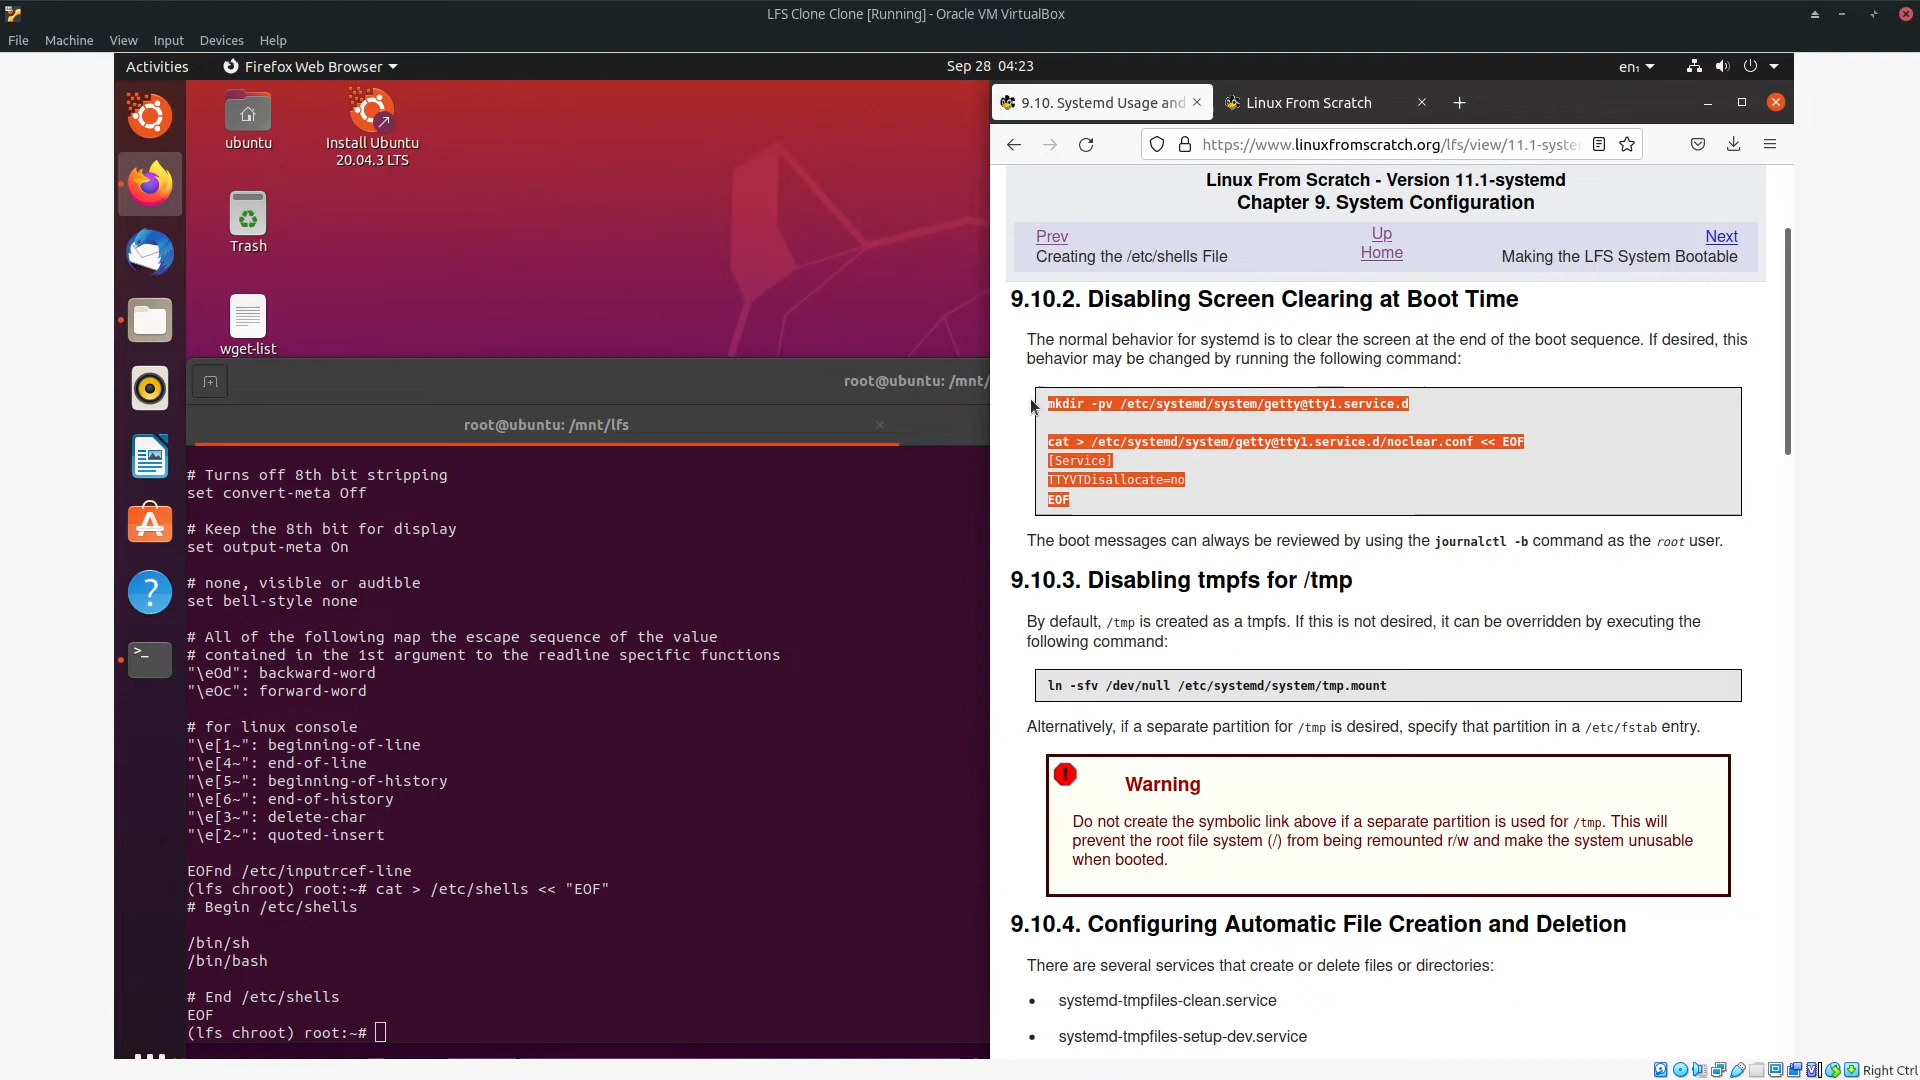 LFS Clone Clone [Running] - Oracle VM VirtualBox
File Machine View Input Devices Help
Activities Firefox Web Browser Sep 28 04:23 en₁
ubuntu
Install Ubuntu
20.04.3 LTS
Trash
wget-list
root@ubuntu: /mnt/
root@ubuntu: /mnt/lfs
# Turns off 8th bit stripping
set convert-meta Off
# Keep the 8th bit for display
set output-meta On
# none, visible or audible
set bell-style none
# All of the following map the escape sequence of the value
# contained in the 1st argument to the readline specific functions
"\eOd": backward-word
"\eOc": forward-word
# for linux console
"\e[1~": beginning-of-line
"\e[4~": end-of-line
"\e[5~": beginning-of-history
"\e[6~": end-of-history
"\e[3~": delete-char
"\e[2~": quoted-insert
EOFnd /etc/inputrcef-line
(lfs chroot) root:~# cat > /etc/shells << "EOF"
# Begin /etc/shells
/bin/sh
/bin/bash
# End /etc/shells
EOF
(lfs chroot) root:~#
9.10. Systemd Usage and
Linux From Scratch
https://www.linuxfromscratch.org/lfs/view/11.1-syste
Linux From Scratch - Version 11.1-systemd
Chapter 9. System Configuration
Prev Up Next
Creating the /etc/shells File Home Making the LFS System Bootable
9.10.2. Disabling Screen Clearing at Boot Time
The normal behavior for systemd is to clear the screen at the end of the boot sequence. If desired, this
behavior may be changed by running the following command:
mkdir -pv /etc/systemd/system/getty@tty1.service.d
cat > /etc/systemd/system/getty@tty1.service.d/noclear.conf << EOF
[Service]
TTYVTDisallocate=no
EOF
The boot messages can always be reviewed by using the journalctl -b command as the root user.
9.10.3. Disabling tmpfs for /tmp
By default, /tmp is created as a tmpfs. If this is not desired, it can be overridden by executing the
following command:
ln -sfv /dev/null /etc/systemd/system/tmp.mount
Alternatively, if a separate partition for /tmp is desired, specify that partition in a /etc/fstab entry.
Warning
Do not create the symbolic link above if a separate partition is used for /tmp. This will
prevent the root file system (/) from being remounted r/w and make the system unusable
when booted.
9.10.4. Configuring Automatic File Creation and Deletion
There are several services that create or delete files or directories:
• systemd-tmpfiles-clean.service
• systemd-tmpfiles-setup-dev.service
Right Ctrl